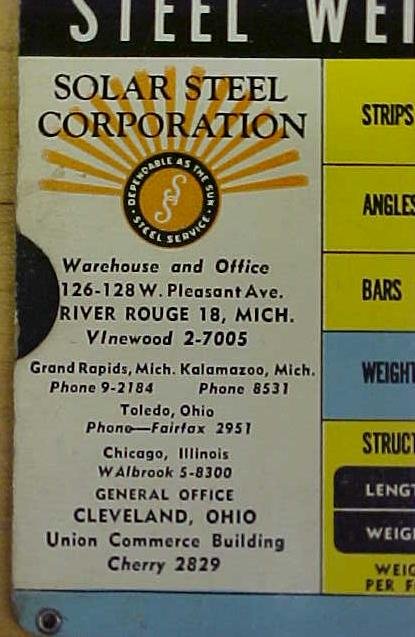 STEEL
SOLAR STEEL
CORPORATION
DEPENDABLE AS THE SUN
SS
STEEL SERVICE
Warehouse and Office
126-128 W. Pleasant Ave.
RIVER ROUGE 18, MICH.
VInewood 2-7005
Grand Rapids, Mich. Kalamazoo, Mich.
Phone 9-2184 Phone 8531
Toledo, Ohio
Phone—Fairfax 2951
Chicago, Illinois
WAlbrook 5-8300
GENERAL OFFICE
CLEVELAND, OHIO
Union Commerce Building
Cherry 2829
STRIPS
ANGLES
BARS
WEIGHT
STRUCT
LENGT
WEIG
WEIG
PER F